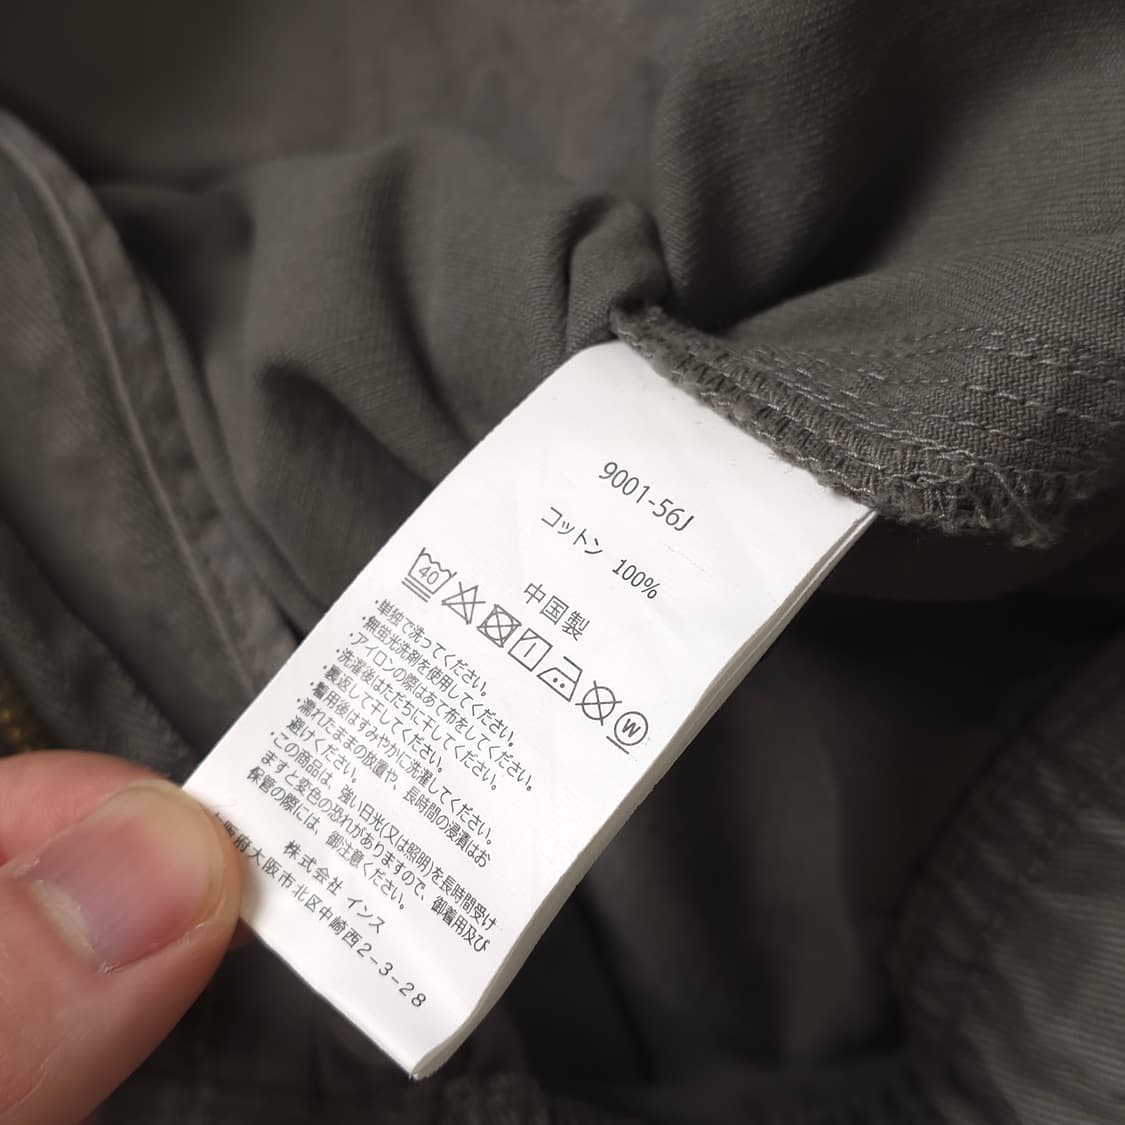 9001-56J
コットン 100%
中国製
40
W
・単独で洗ってください。
・無蛍光洗剤を使用してください。
・アイロンの際はあて布をしてください。
・洗濯後はただちに干してください。
・裏返して干してください。
・着用後はすみやかに洗濯してください。
・濡れたままの放置や、長時間の浸漬はお
避けください。
・この商品は、強い日光(又は照明)を長時間受け
ますと変色の恐れがありますので、御着用及び
保管の際には、御注意ください。
株式会社 インス
大阪府大阪市北区中崎西2-3-28